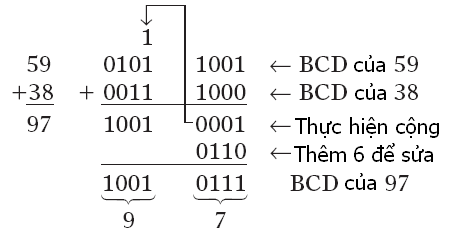 1
59 0101 1001 ← BCD của 59
+38 + 0011 1000 ← BCD của 38
97 1001 0001 ← Thực hiện cộng
0110 ← Thêm 6 để sửa
1001 0111 BCD của 97
9 7